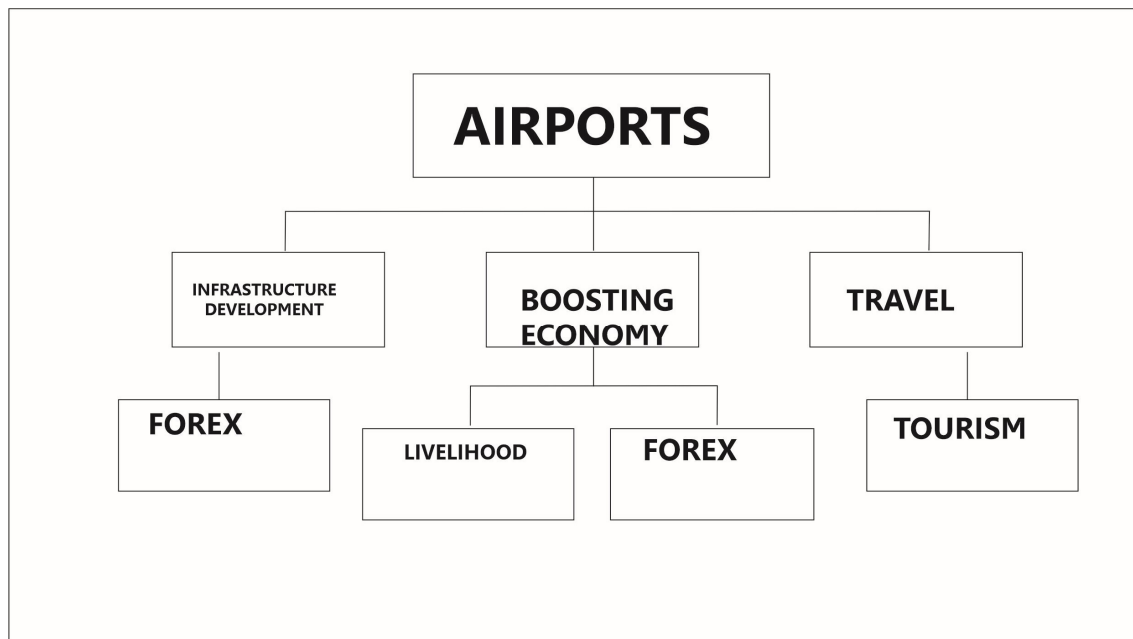 AIRPORTS
INFRASTRUCTURE
DEVELOPMENT
BOOSTING
ECONOMY
TRAVEL
FOREX
LIVELIHOOD
FOREX
TOURISM